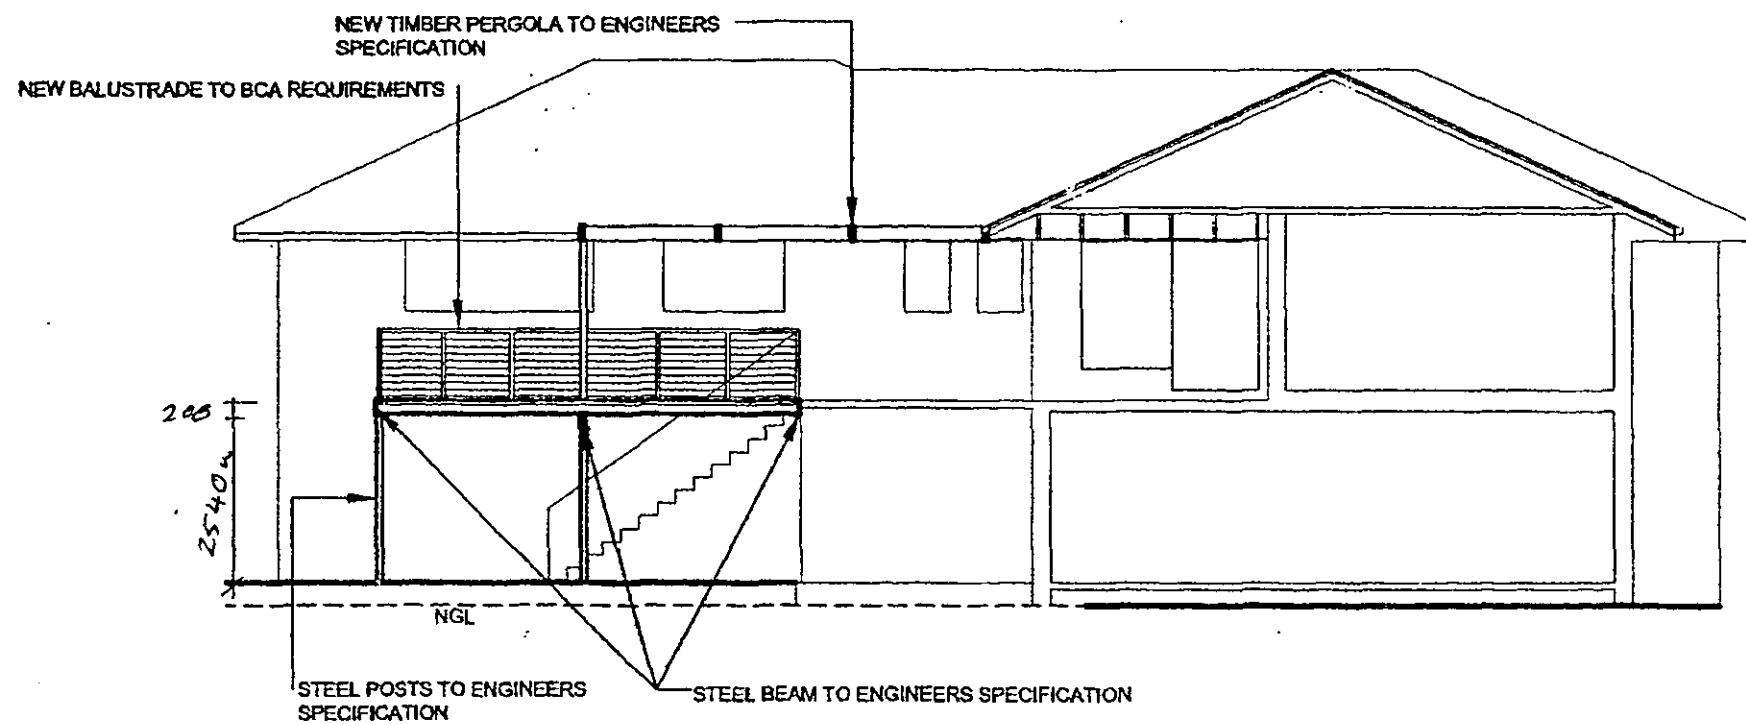 NEW TIMBER PERGOLA TO ENGINEERS
SPECIFICATION
NEW BALUSTRADE TO BCA REQUIREMENTS
2540
NGL
STEEL POSTS TO ENGINEERS
SPECIFICATION
STEEL BEAM TO ENGINEERS SPECIFICATION